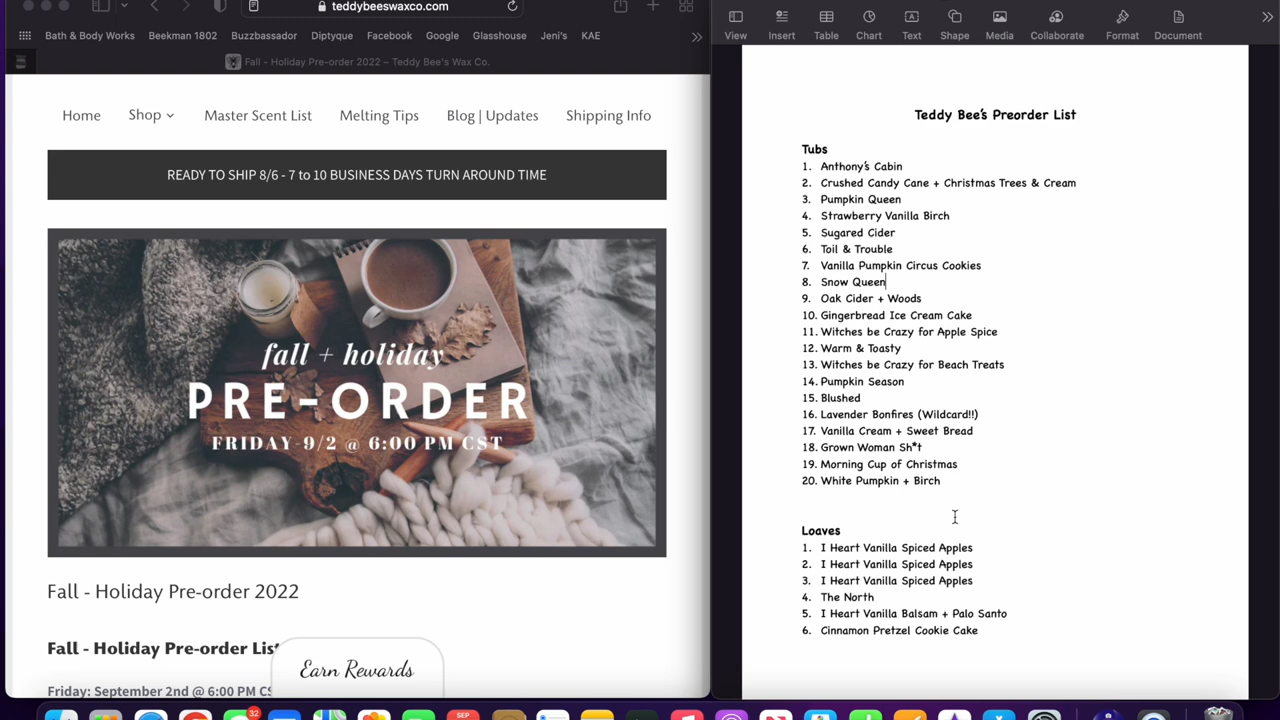 teddybeeswaxco.com
Bath & Body Works Beekman 1802 Buzzbassador Diptyque Facebook Google Glasshouse Jeni's KAE
Fall - Holiday Pre-order 2022 – Teddy Bee's Wax Co.
Home Shop Master Scent List Melting Tips Blog | Updates Shipping Info
READY TO SHIP 8/6 - 7 to 10 BUSINESS DAYS TURN AROUND TIME
fall + holiday
PRE-ORDER
FRIDAY-9/2 @ 6:00 PM CST
Fall - Holiday Pre-order 2022
Fall - Holiday Pre-order List
Earn Rewards
Friday: September 2nd @ 6:00 PM CS
View Insert Table Chart Text Shape Media Collaborate Format Document
Teddy Bee's Preorder List
Tubs
1. Anthony's Cabin
2. Crushed Candy Cane + Christmas Trees & Cream
3. Pumpkin Queen
4. Strawberry Vanilla Birch
5. Sugared Cider
6. Toil & Trouble
7. Vanilla Pumpkin Circus Cookies
8. Snow Queen
9. Oak Cider + Woods
10. Gingerbread Ice Cream Cake
11. Witches be Crazy for Apple Spice
12. Warm & Toasty
13. Witches be Crazy for Beach Treats
14. Pumpkin Season
15. Blushed
16. Lavender Bonfires (Wildcard!!)
17. Vanilla Cream + Sweet Bread
18. Grown Woman Sh*t
19. Morning Cup of Christmas
20. White Pumpkin + Birch
Loaves
1. I Heart Vanilla Spiced Apples
2. I Heart Vanilla Spiced Apples
3. I Heart Vanilla Spiced Apples
4. The North
5. I Heart Vanilla Balsam + Palo Santo
6. Cinnamon Pretzel Cookie Cake
32
SEP